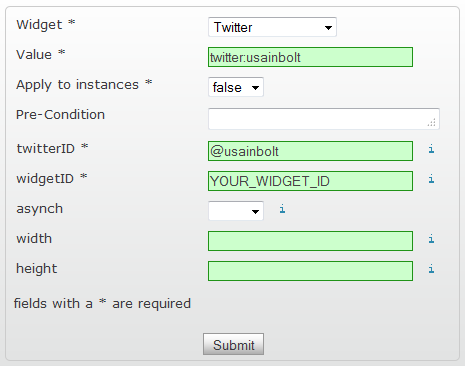 Widget * Twitter
Value * twitter:usainbolt
Apply to instances * false
Pre-Condition
twitterID * @usainbolt i
widgetID * YOUR_WIDGET_ID i
asynch i
width i
height i
fields with a * are required
Submit